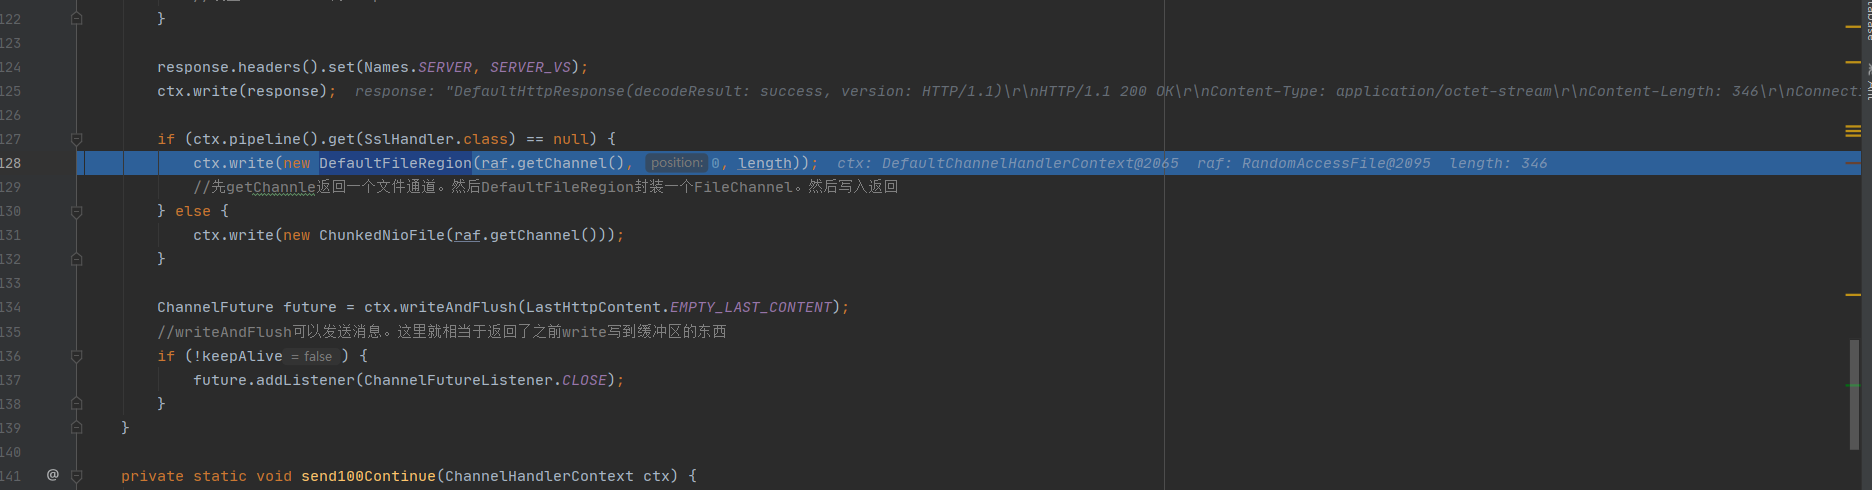 122 }
123
124 response.headers().set(Names.SERVER, SERVER_VS);
125 ctx.write(response); response: "DefaultHttpResponse(decodeResult: success, version: HTTP/1.1)\r\nHTTP/1.1 200 OK\r\nContent-Type: application/octet-stream\r\nContent-Length: 346\r\nConnecti
126
127 if (ctx.pipeline().get(SslHandler.class) == null) {
128 ctx.write(new DefaultFileRegion(raf.getChannel(), position: 0, length)); ctx: DefaultChannelHandlerContext@2065 raf: RandomAccessFile@2095 length: 346
129 //先getChannle返回一个文件通道。然后DefaultFileRegion封装一个FileChannel。然后写入返回
130 } else {
131 ctx.write(new ChunkedNioFile(raf.getChannel()));
132 }
133
134 ChannelFuture future = ctx.writeAndFlush(LastHttpContent.EMPTY_LAST_CONTENT);
135 //writeAndFlush可以发送消息。这里就相当于返回了之前write写到缓冲区的东西
136 if (!keepAlive = false ) {
137 future.addListener(ChannelFutureListener.CLOSE);
138 }
139 }
140
141 @ private static void send100Continue(ChannelHandlerContext ctx) {